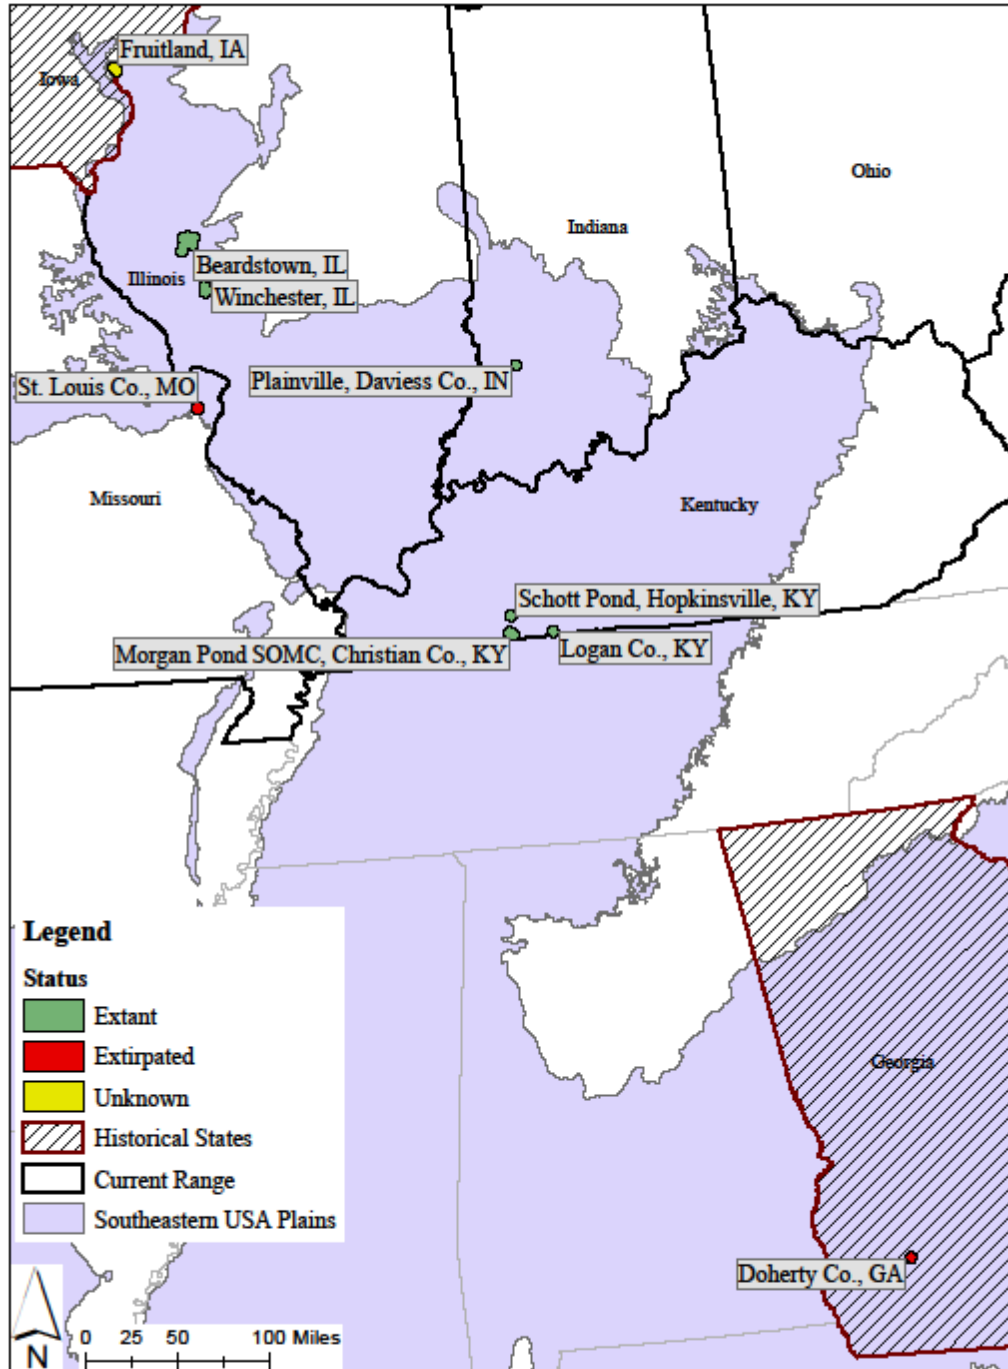 Fruitland, IA
Iowa
Ohio
Indiana
Beardstown, IL
Illinois
Winchester, IL
Plainville, Daviess Co., IN
St. Louis Co., MO
Missouri
Kentucky
Schott Pond, Hopkinsville, KY
Morgan Pond SOMC, Christian Co., KY
Logan Co., KY
Georgia
Doherty Co., GA
Legend
Status
Extant
Extirpated
Unknown
Historical States
Current Range
Southeastern USA Plains
N
0 25 50 100 Miles